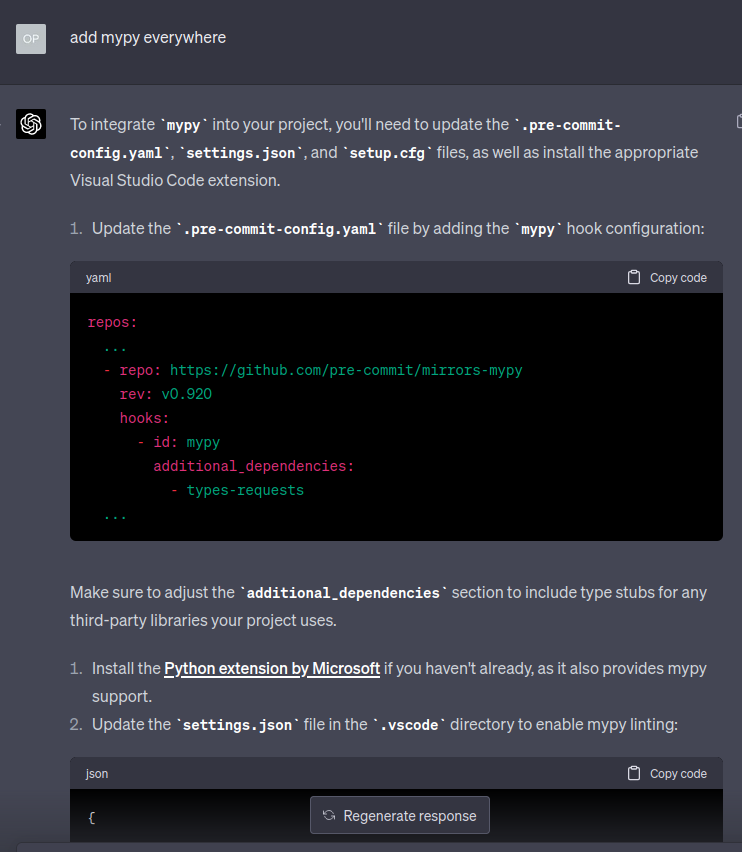 OP
add mypy everywhere
To integrate `mypy` into your project, you'll need to update the `.pre-commit-
config.yaml`, `settings.json`, and `setup.cfg` files, as well as install the appropriate
Visual Studio Code extension.
1. Update the `.pre-commit-config.yaml` file by adding the `mypy` hook configuration:
yaml
Copy code
repos:
  ...
  - repo: https://github.com/pre-commit/mirrors-mypy
    rev: v0.920
    hooks:
      - id: mypy
        additional_dependencies:
          - types-requests
  ...
Make sure to adjust the `additional_dependencies` section to include type stubs for any
third-party libraries your project uses.
1. Install the Python extension by Microsoft if you haven't already, as it also provides mypy
support.
2. Update the `settings.json` file in the `.vscode` directory to enable mypy linting:
json
Copy code
{
Regenerate response